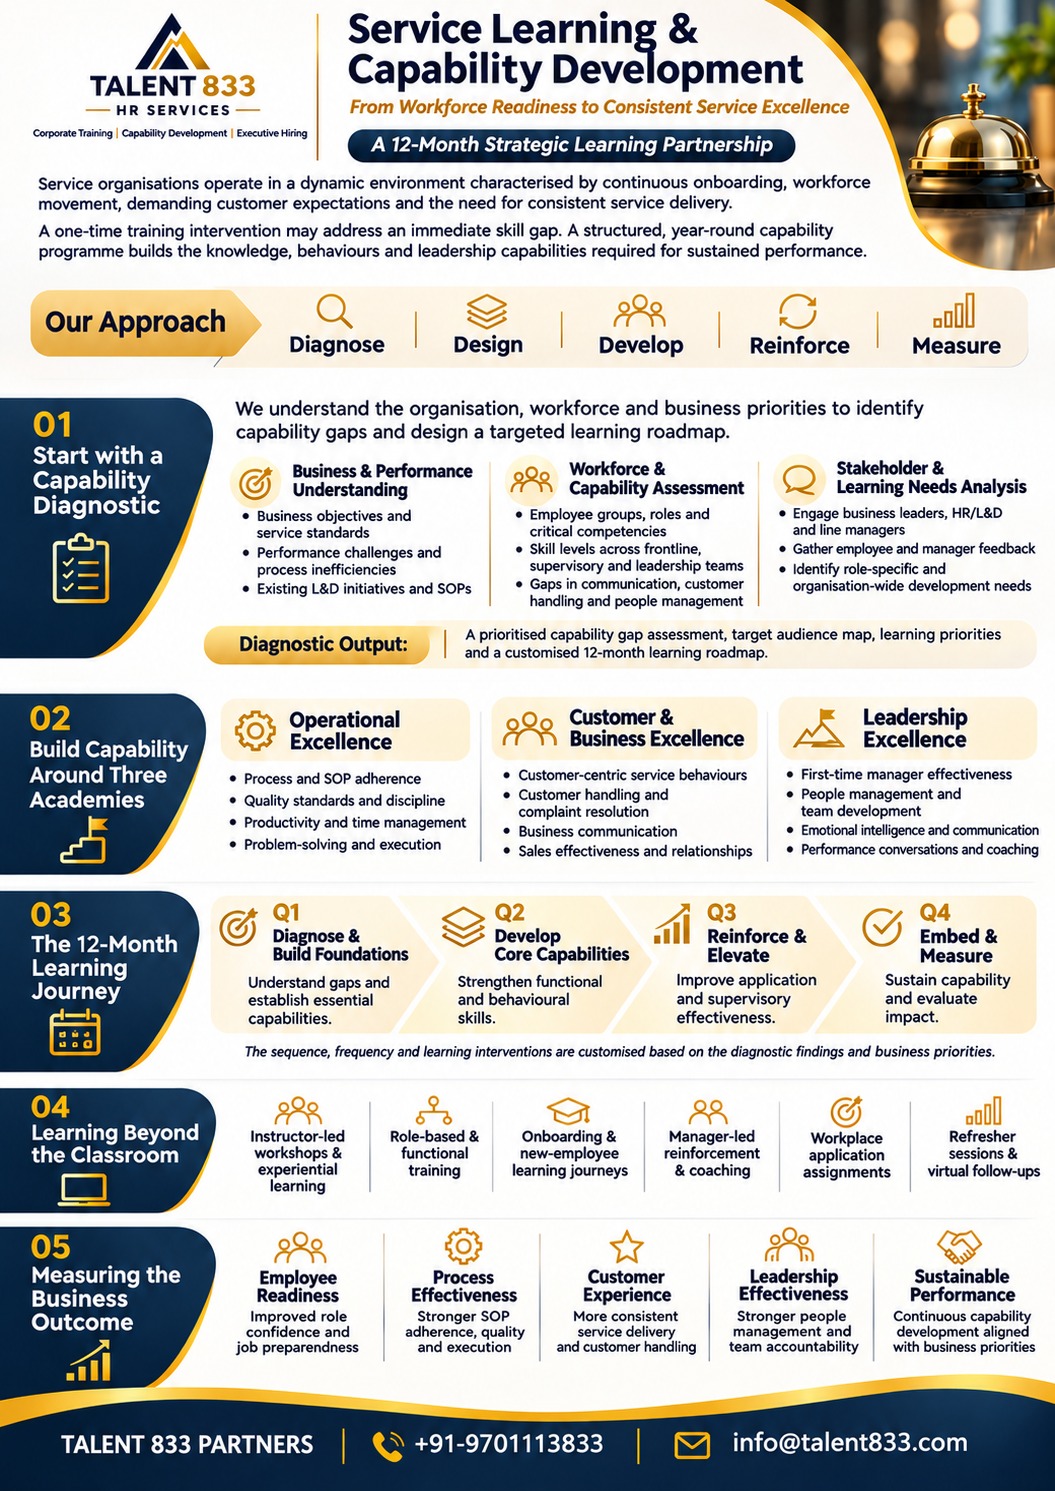 TALENT 833
HR SERVICES
Corporate Training | Capability Development | Executive Hiring
Service Learning &
Capability Development
From Workforce Readiness to Consistent Service Excellence
A 12-Month Strategic Learning Partnership
Service organisations operate in a dynamic environment characterised by continuous onboarding, workforce
movement, demanding customer expectations and the need for consistent service delivery.
A one-time training intervention may address an immediate skill gap. A structured, year-round capability
programme builds the knowledge, behaviours and leadership capabilities required for sustained performance.
Our Approach
Diagnose
Design
Develop
Reinforce
Measure
01
Start with a
Capability
Diagnostic
We understand the organisation, workforce and business priorities to identify
capability gaps and design a targeted learning roadmap.
Business & Performance
Understanding
• Business objectives and
service standards
• Performance challenges and
process inefficiencies
• Existing L&D initiatives and SOPs
Workforce &
Capability Assessment
• Employee groups, roles and
critical competencies
• Skill levels across frontline,
supervisory and leadership teams
• Gaps in communication, customer
handling and people management
Stakeholder &
Learning Needs Analysis
• Engage business leaders, HR/L&D
and line managers
• Gather employee and manager feedback
• Identify role-specific and
organisation-wide development needs
Diagnostic Output:
A prioritised capability gap assessment, target audience map, learning priorities
and a customised 12-month learning roadmap.
02
Build Capability
Around Three
Academies
Operational
Excellence
• Process and SOP adherence
• Quality standards and discipline
• Productivity and time management
• Problem-solving and execution
Customer &
Business Excellence
• Customer-centric service behaviours
• Customer handling and
complaint resolution
• Business communication
• Sales effectiveness and relationships
Leadership
Excellence
• First-time manager effectiveness
• People management and
team development
• Emotional intelligence and communication
• Performance conversations and coaching
03
The 12-Month
Learning
Journey
Q1
Diagnose &
Build Foundations
Understand gaps and
establish essential
capabilities.
Q2
Develop
Core Capabilities
Strengthen functional
and behavioural
skills.
Q3
Reinforce &
Elevate
Improve application
and supervisory
effectiveness.
Q4
Embed &
Measure
Sustain capability
and evaluate
impact.
The sequence, frequency and learning interventions are customised based on the diagnostic findings and business priorities.
04
Learning Beyond
the Classroom
Instructor-led
workshops &
experiential
learning
Role-based &
functional
training
Onboarding &
new-employee
learning journeys
Manager-led
reinforcement
& coaching
Workplace
application
assignments
Refresher
sessions &
virtual follow-ups
05
Measuring the
Business
Outcome
Employee
Readiness
Improved role
confidence and
job preparedness
Process
Effectiveness
Stronger SOP
adherence, quality
and execution
Customer
Experience
More consistent
service delivery
and customer handling
Leadership
Effectiveness
Stronger people
management and
team accountability
Sustainable
Performance
Continuous capability
development aligned
with business priorities
TALENT 833 PARTNERS
+91-9701113833
info@talent833.com